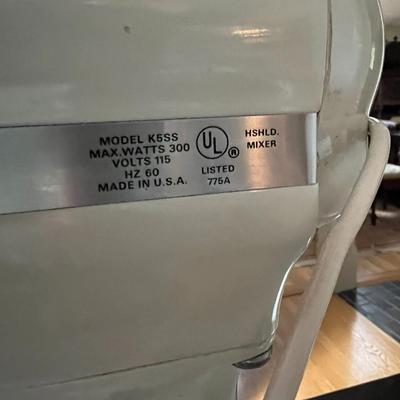 MODEL K5SS
MAX.WATTS 300
VOLTS 115
HZ 60
MADE IN U.S.A.
UL®
LISTED
775A
HSHLD.
MIXER